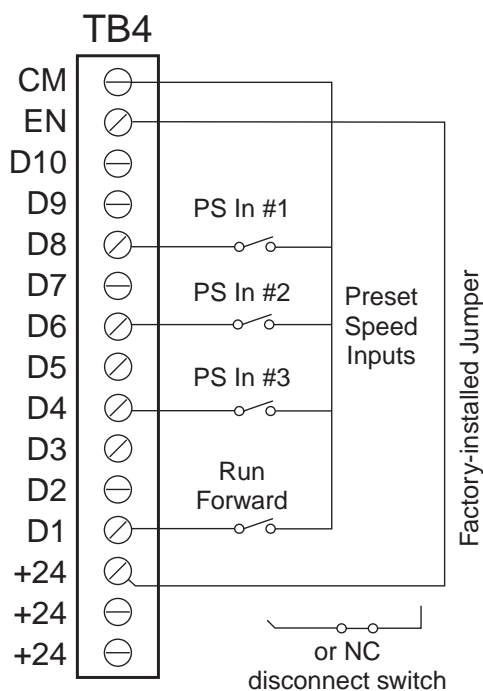 TB4
CM
EN
D10
D9
D8
D7
D6
D5
D4
D3
D2
D1
+24
+24
+24
PS In #1
PS In #2
PS In #3
Run
Forward
Preset
Speed
Inputs
Factory-installed Jumper
or NC
disconnect switch